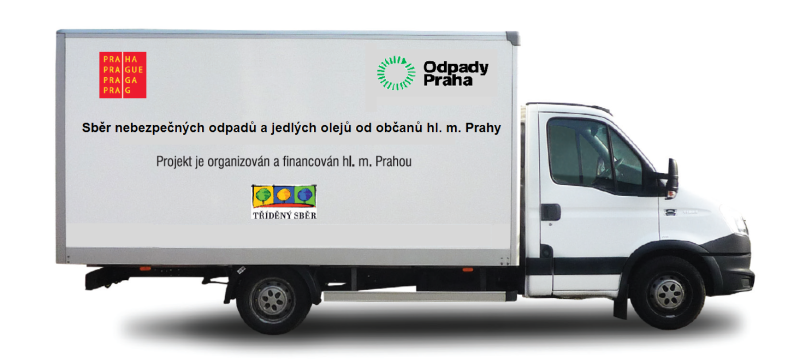 PRA HA
PRA GUE
PRA GA
PRA G
Odpady
Praha
Sběr nebezpečných odpadů a jedlých olejů od občanů hl. m. Prahy
Projekt je organizován a financován hl. m. Prahou
TŘÍDĚNÝ SBĚR